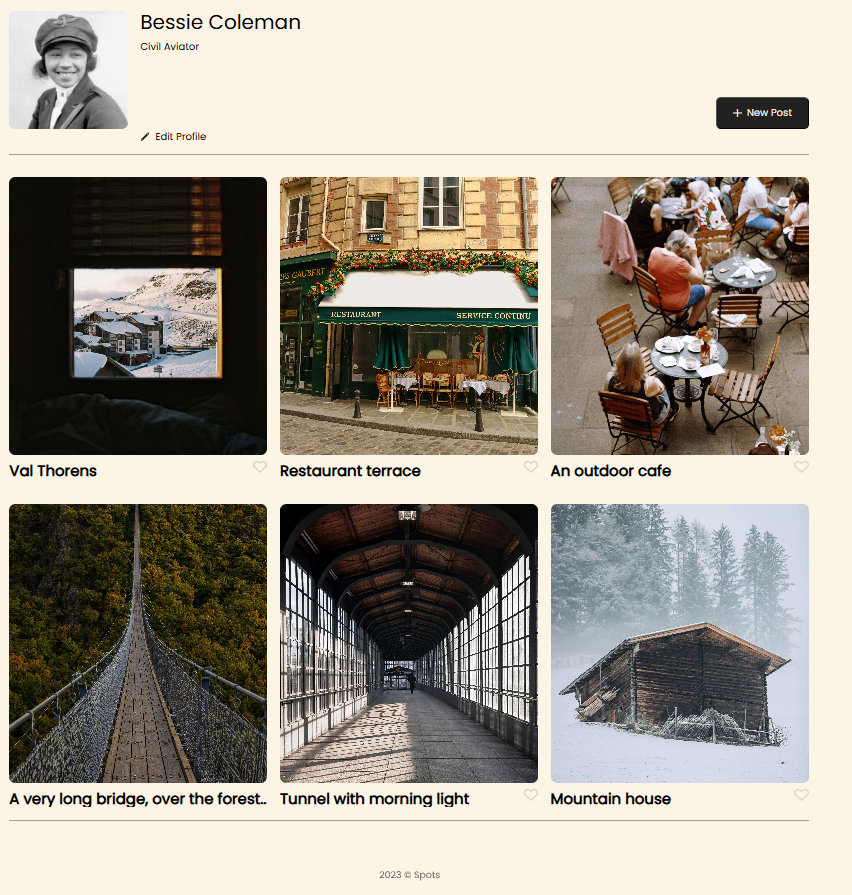 Bessie Coleman
Civil Aviator
Edit Profile
New Post
GAUBERT
RESTAURANT
SERVICE CONTINU
Val Thorens
Restaurant terrace
An outdoor cafe
A very long bridge, over the forest..
Tunnel with morning light
Mountain house
2023 © Spots